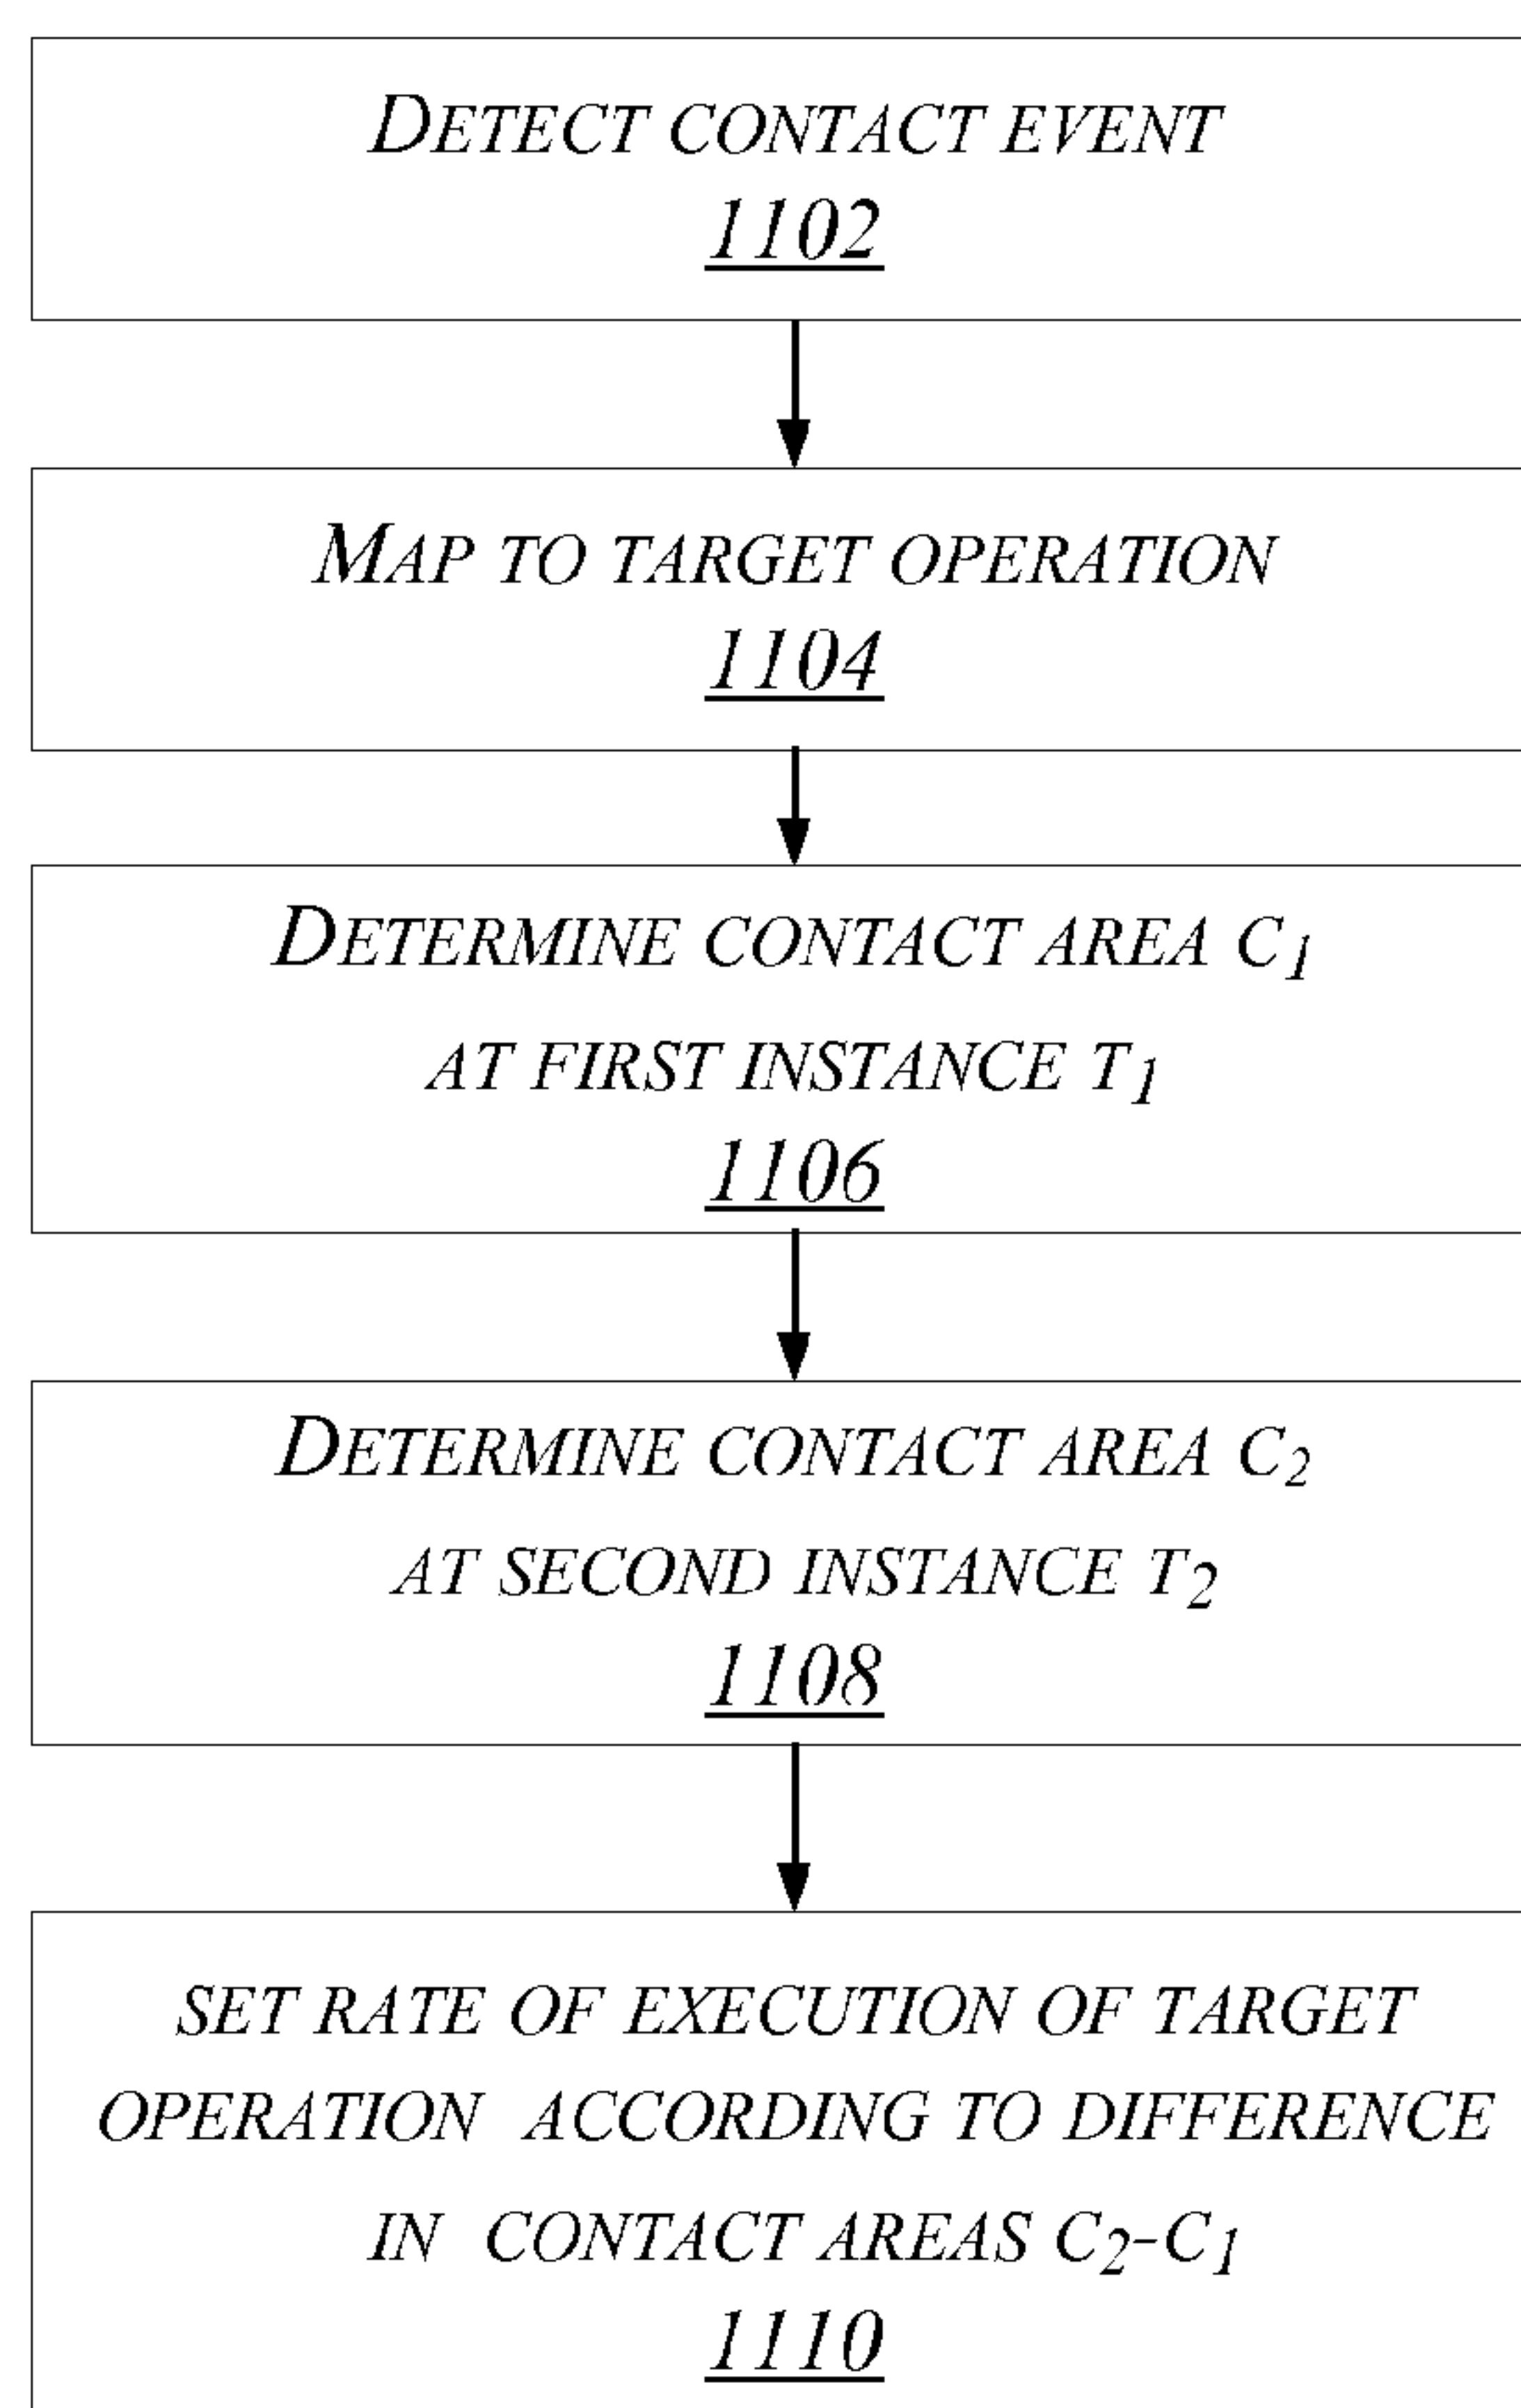 DETECT CONTACT EVENT
1102
MAP TO TARGET OPERATION
1104
DETERMINE CONTACT AREA C₁
AT FIRST INSTANCE T₁
1106
DETERMINE CONTACT AREA C₂
AT SECOND INSTANCE T₂
1108
SET RATE OF EXECUTION OF TARGET
OPERATION ACCORDING TO DIFFERENCE
IN CONTACT AREAS C₂-C₁
1110